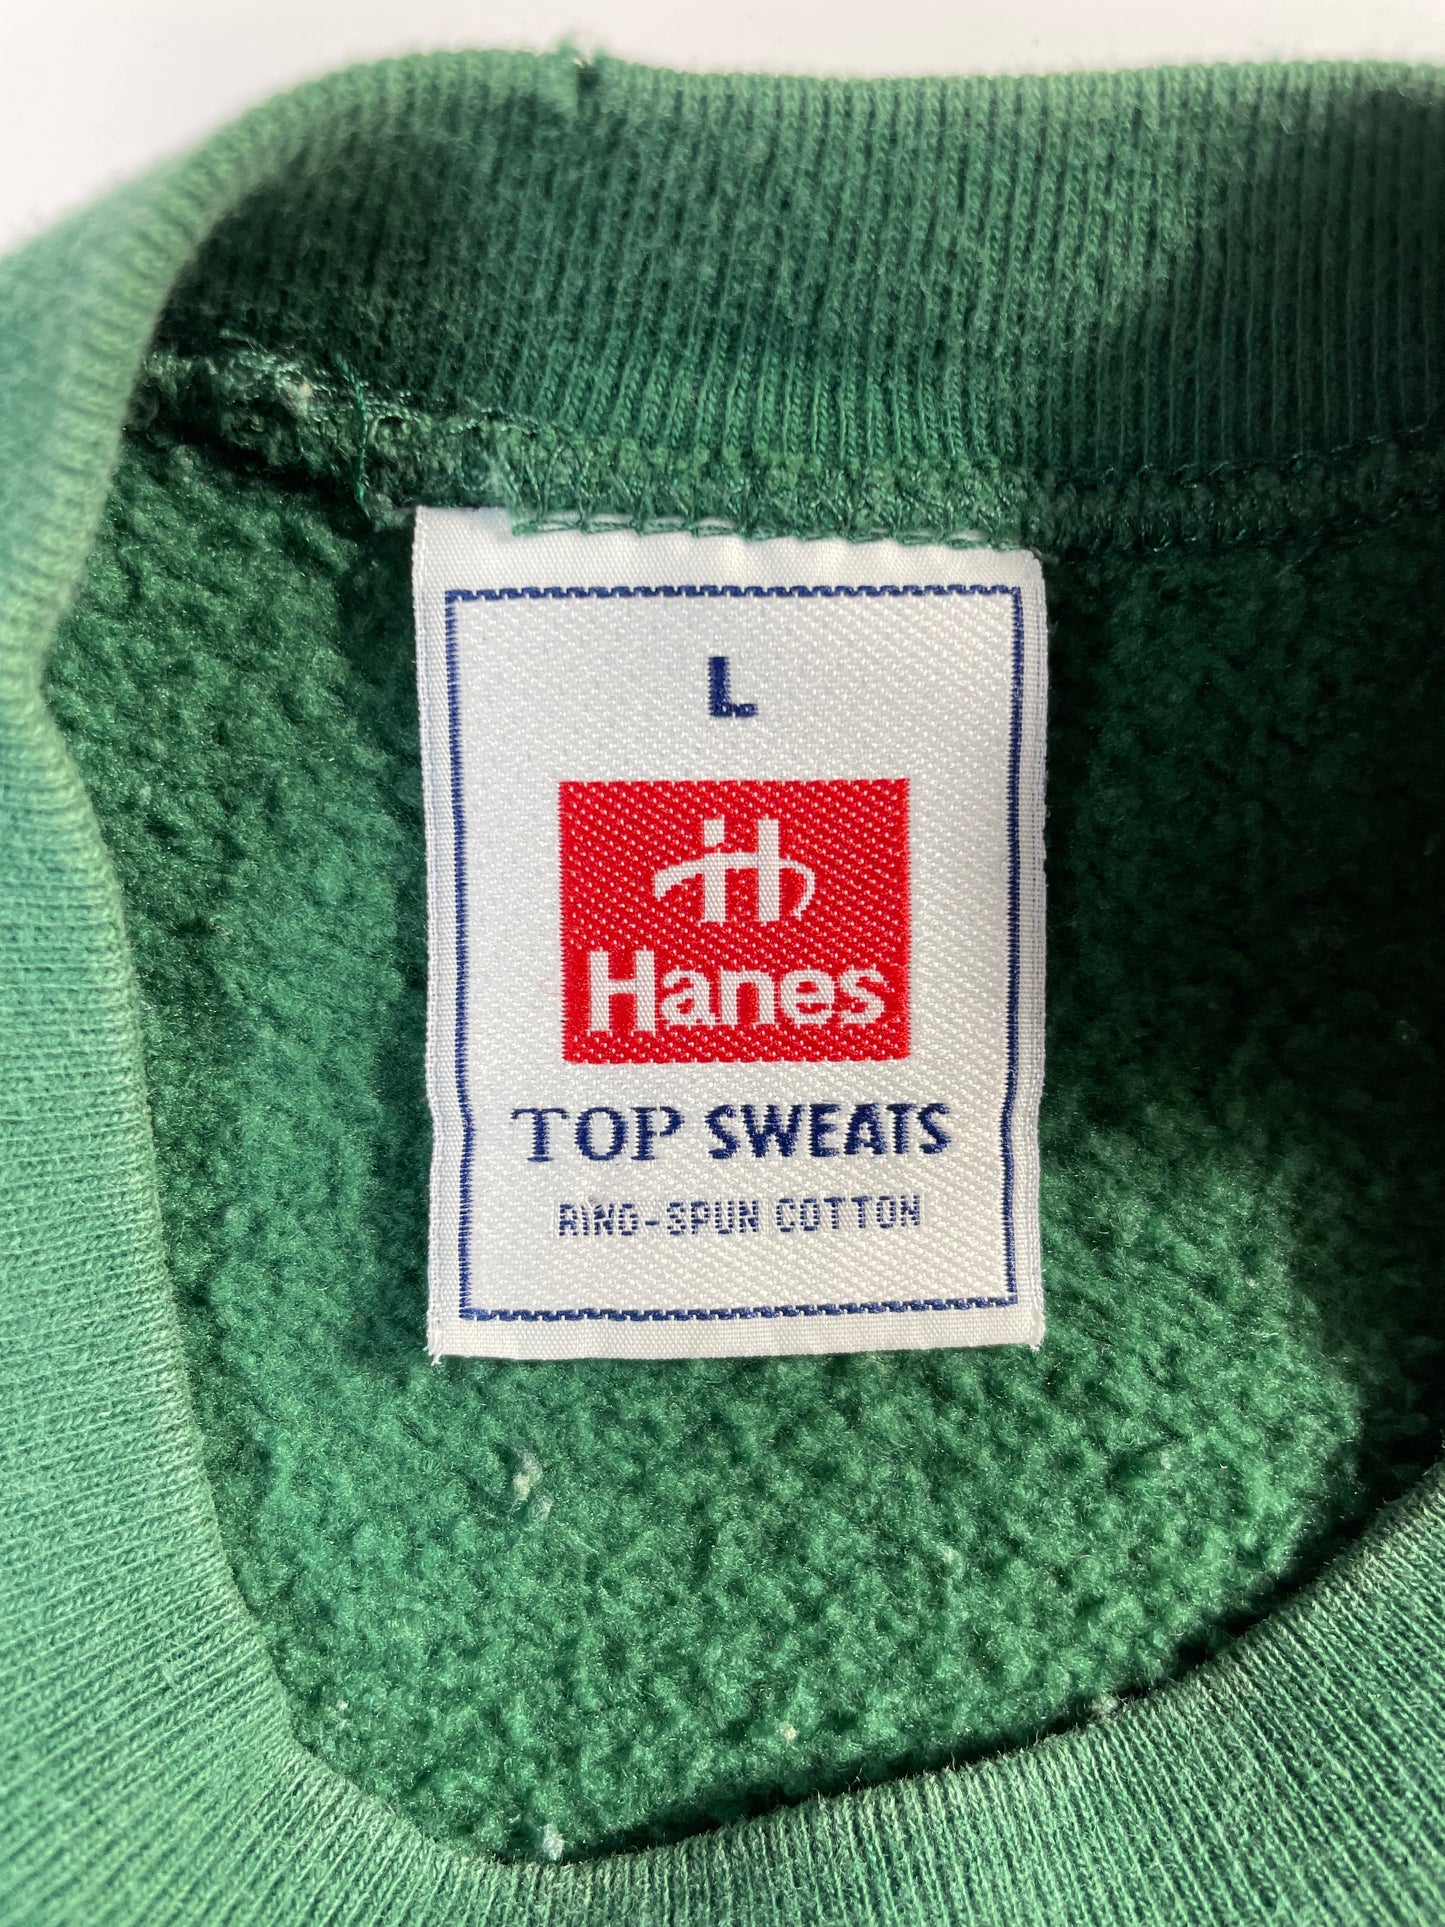 L
H
Hanes
TOP SWEATS
RING-SPUN COTTON